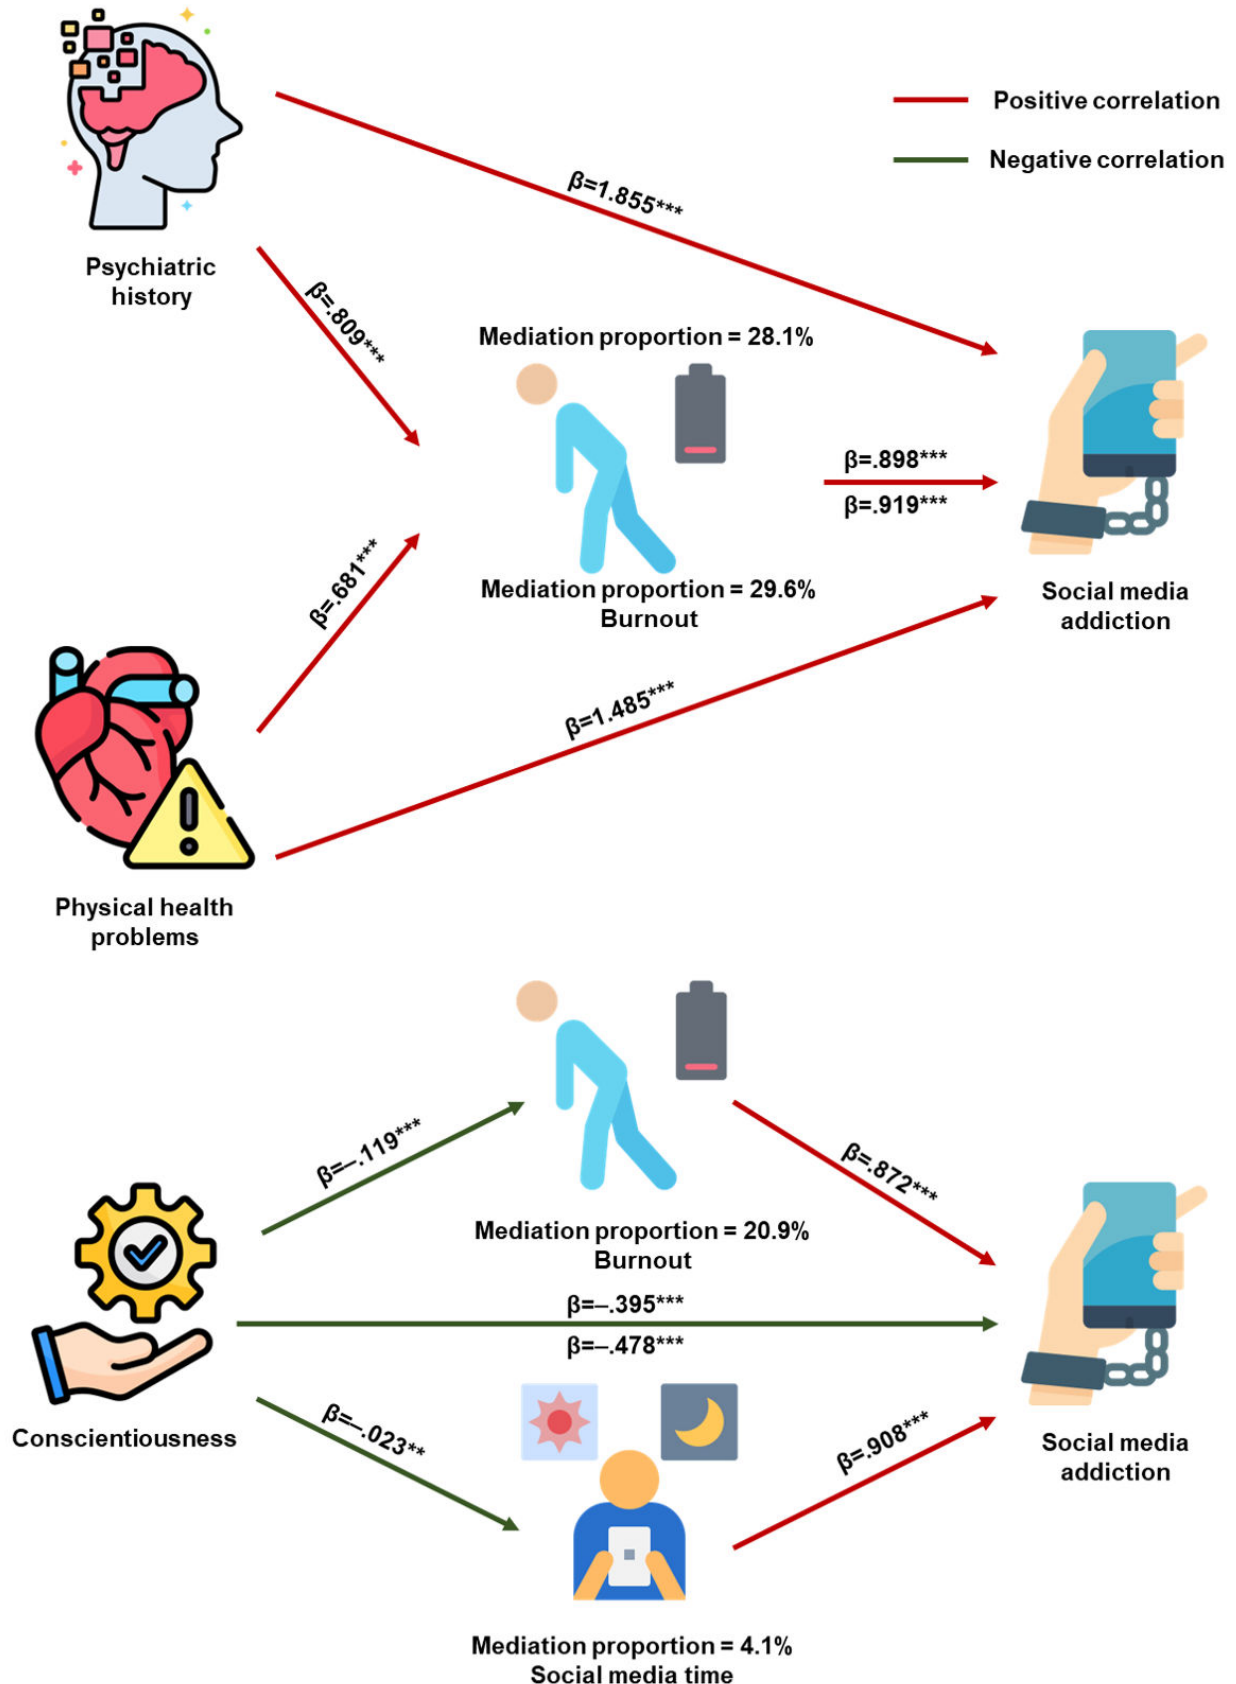 Positive correlation
Negative correlation
β=1.855***
Psychiatric
history
β=.809***
Mediation proportion = 28.1%
β=.898***
β=.919***
β=.681***
Mediation proportion = 29.6%
Burnout
Social media
addiction
β=1.485***
Physical health
problems
β=–.119***
β=.872***
Mediation proportion = 20.9%
Burnout
β=–.395***
β=–.478***
Conscientiousness
β=–.023**
β=.908***
Social media
addiction
Mediation proportion = 4.1%
Social media time